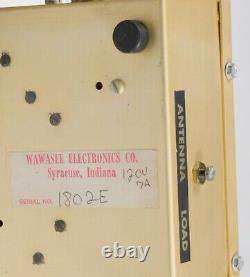 WAWASEE ELECTRONICS CO.
Syracuse, Indiana 120V
7A
SERIAL NO. 1802E
ANTENNA
LOAD